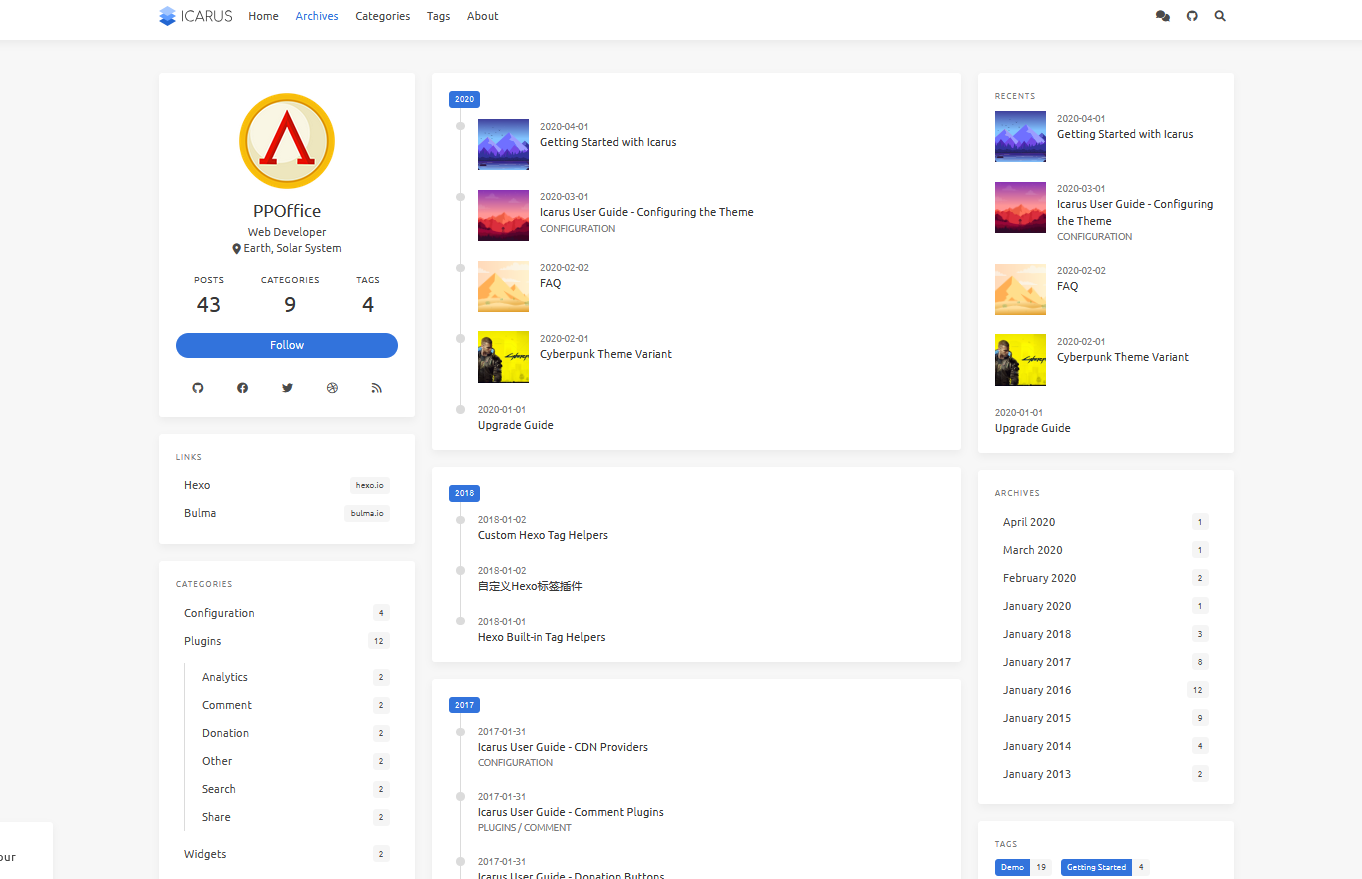 ICARUS Home Archives Categories Tags About
PPOffice
Web Developer
Earth, Solar System
POSTS CATEGORIES TAGS
43 9 4
Follow
LINKS
Hexo hexo.io
Bulma bulma.io
CATEGORIES
Configuration 4
Plugins 12
Analytics 2
Comment 2
Donation 2
Other 2
Search 2
Share 2
Widgets 2
our
2020
2020-04-01
Getting Started with Icarus
2020-03-01
Icarus User Guide - Configuring the Theme
CONFIGURATION
2020-02-02
FAQ
2020-02-01
Cyberpunk Theme Variant
2020-01-01
Upgrade Guide
2018
2018-01-02
Custom Hexo Tag Helpers
2018-01-02
自定义Hexo标签插件
2018-01-01
Hexo Built-in Tag Helpers
2017
2017-01-31
Icarus User Guide - CDN Providers
CONFIGURATION
2017-01-31
Icarus User Guide - Comment Plugins
PLUGINS / COMMENT
2017-01-31
Icarus User Guide - Donation Buttons
RECENTS
2020-04-01
Getting Started with Icarus
2020-03-01
Icarus User Guide - Configuring
the Theme
CONFIGURATION
2020-02-02
FAQ
2020-02-01
Cyberpunk Theme Variant
2020-01-01
Upgrade Guide
ARCHIVES
April 2020 1
March 2020 1
February 2020 2
January 2020 1
January 2018 3
January 2017 8
January 2016 12
January 2015 9
January 2014 4
January 2013 2
TAGS
Demo 19 Getting Started 4